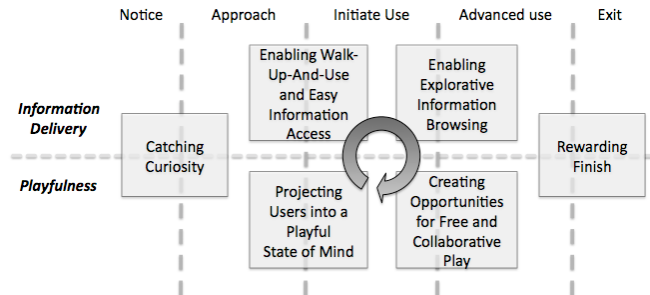 Notice Approach Initiate Use Advanced use Exit
Enabling Walk-
Up-And-Use
and Easy
Information
Access
Enabling
Explorative
Information
Browsing
Information
Delivery
Catching
Curiosity
Rewarding
Finish
Playfulness
Projecting
Users into a
Playful
State of Mind
Creating
Opportunities
for Free and
Collaborative
Play